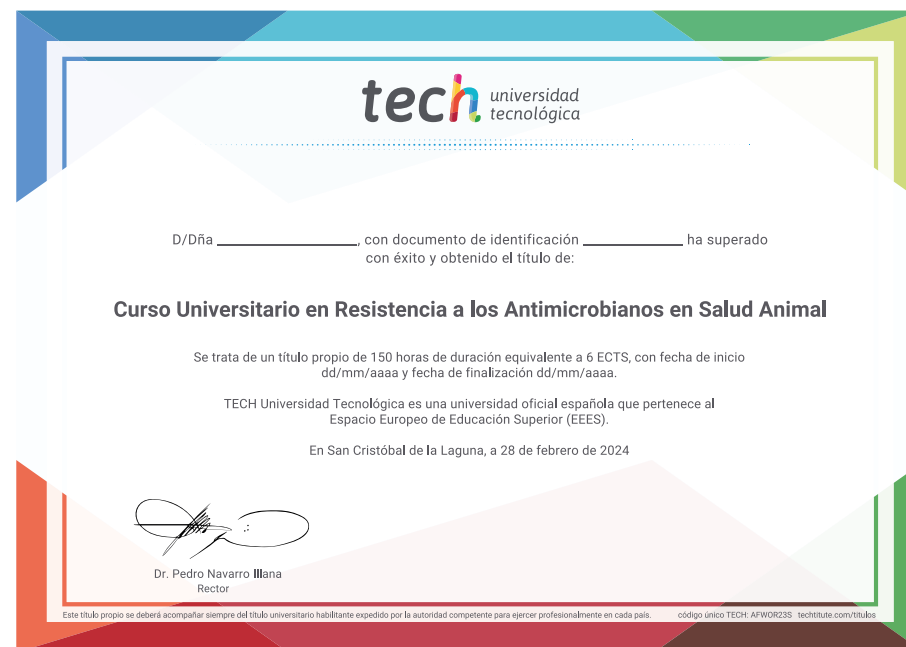 tech universidad
tecnológica
D/Dña ____________________, con documento de identificación ______________ ha superado
con éxito y obtenido el título de:
Curso Universitario en Resistencia a los Antimicrobianos en Salud Animal
Se trata de un título propio de 150 horas de duración equivalente a 6 ECTS, con fecha de inicio
dd/mm/aaaa y fecha de finalización dd/mm/aaaa.
TECH Universidad Tecnológica es una universidad oficial española que pertenece al
Espacio Europeo de Educación Superior (EEES).
En San Cristóbal de la Laguna, a 28 de febrero de 2024
Dr. Pedro Navarro Illana
Rector
Este título propio se deberá acompañar siempre del título universitario habilitante expedido por la autoridad competente para ejercer profesionalmente en cada país. código único TECH: AFWOR23S techtitute.com/titulos